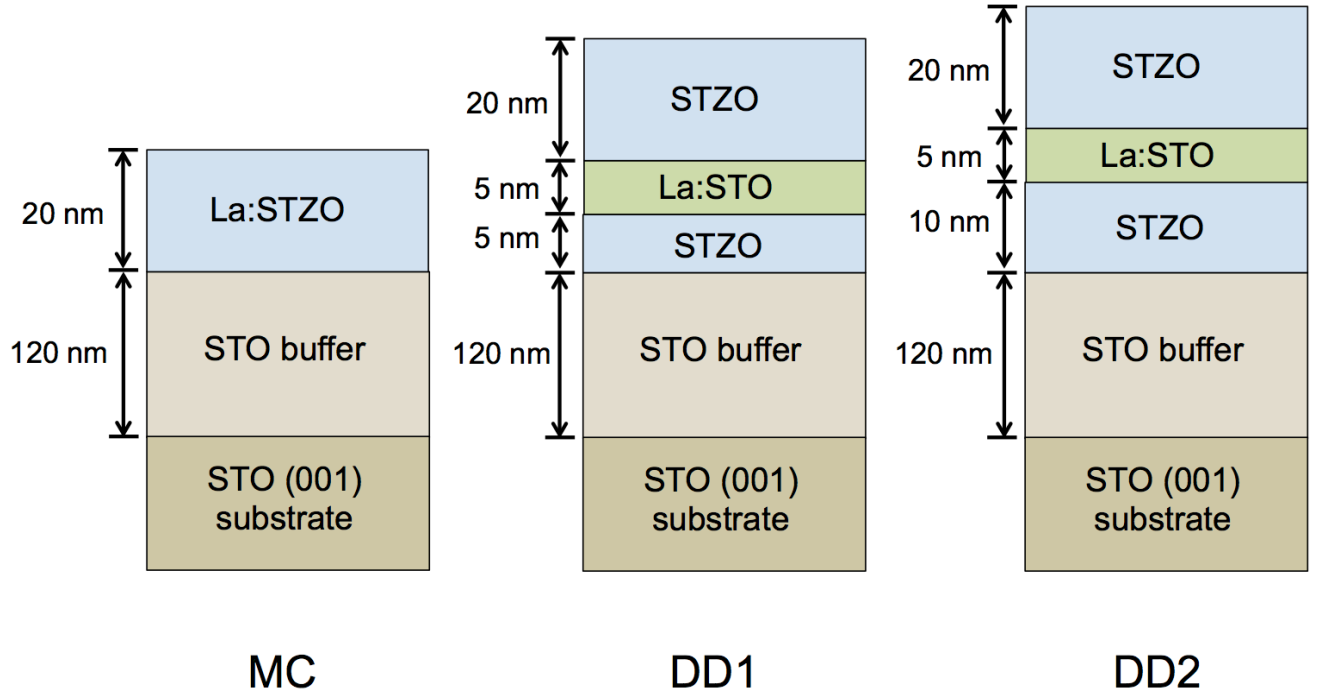 20 nm
La:STZO
120 nm
STO buffer
STO (001)
substrate
MC
20 nm
STZO
5 nm
La:STO
5 nm
STZO
120 nm
STO buffer
STO (001)
substrate
DD1
20 nm
STZO
5 nm
La:STO
10 nm
STZO
120 nm
STO buffer
STO (001)
substrate
DD2